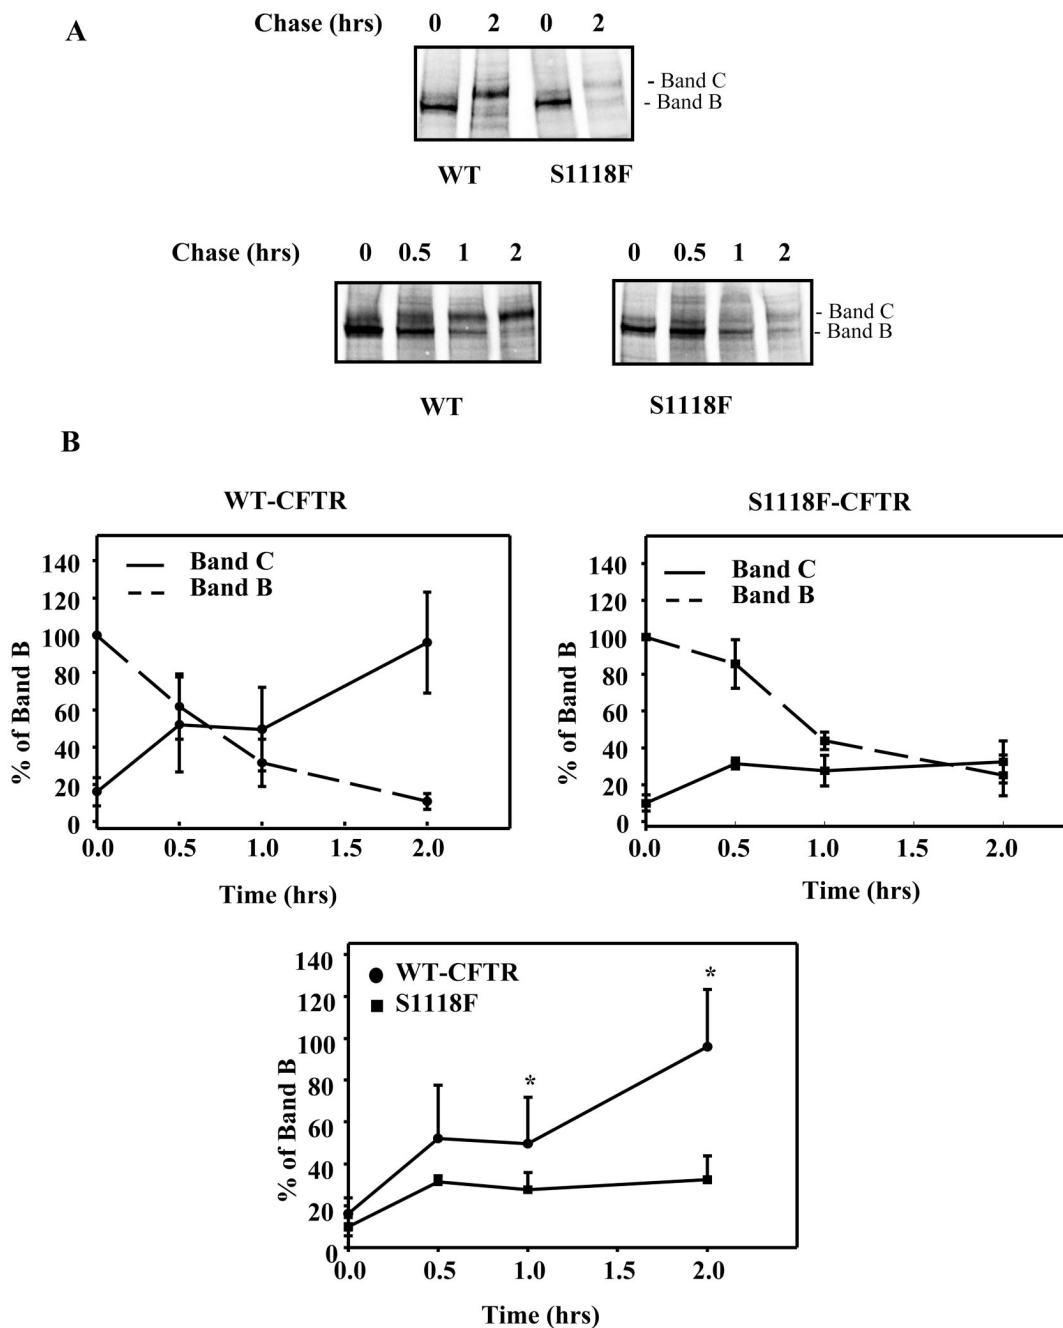 A
Chase (hrs) 0 2 0 2
- Band C
- Band B
WT S1118F
Chase (hrs) 0 0.5 1 2 0 0.5 1 2
- Band C
- Band B
WT S1118F
B
WT-CFTR
Band C
Band B
% of Band B
140
120
100
80
60
40
20
0
0.0 0.5 1.0 1.5 2.0
Time (hrs)
S1118F-CFTR
Band C
Band B
% of Band B
140
120
100
80
60
40
20
0
0.0 0.5 1.0 1.5 2.0
Time (hrs)
WT-CFTR
S1118F
% of Band B
140
120
100
80
60
40
20
0
* *
0.0 0.5 1.0 1.5 2.0
Time (hrs)